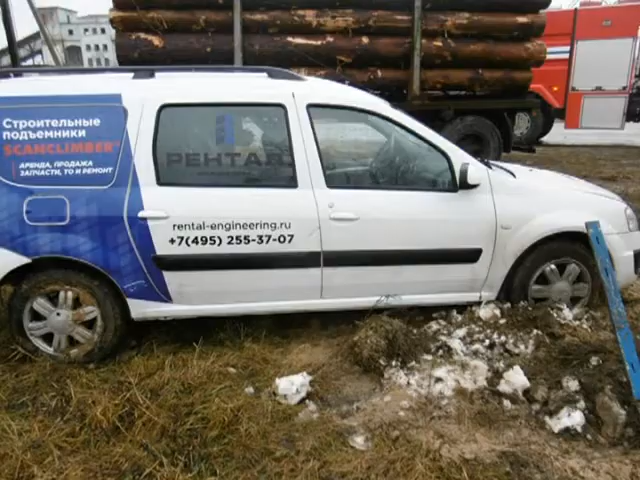 Строительные
подъемники
SCANCLIMBER
АРЕНДА, ПРОДАЖА
ЗАПЧАСТИ, ТО И РЕМОНТ
РЕНТАЛ
rental-engineering.ru
+7(495) 255-37-07